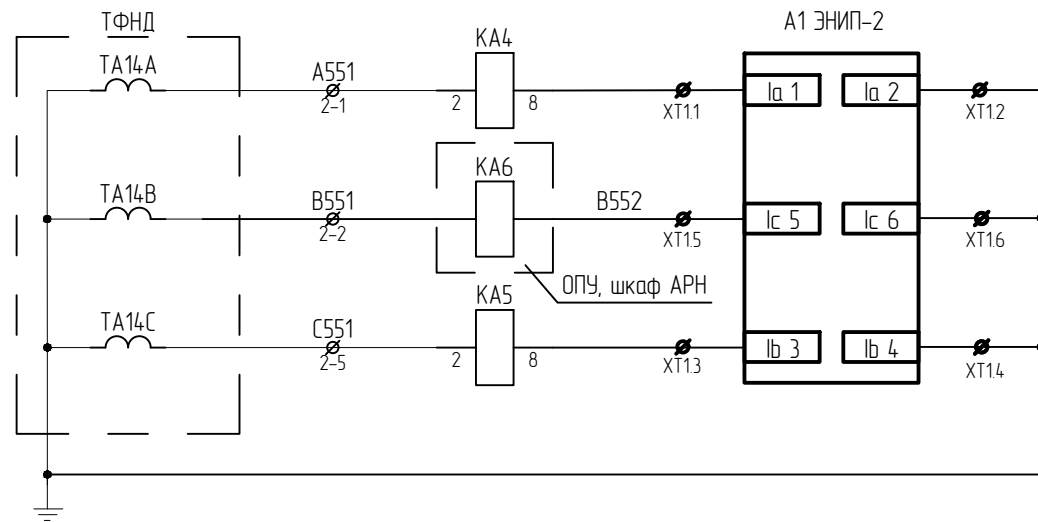 ТФНД
А1 ЭНИП-2
ТА14А
А551
2-1
КА4
2
8
ХТ1.1
Ia 1
Ia 2
ХТ1.2
ТА14В
В551
2-2
КА6
В552
ХТ1.5
Ic 5
Ic 6
ХТ1.6
ОПУ, шкаф АРН
ТА14С
С551
2-5
КА5
2
8
ХТ1.3
Ib 3
Ib 4
ХТ1.4